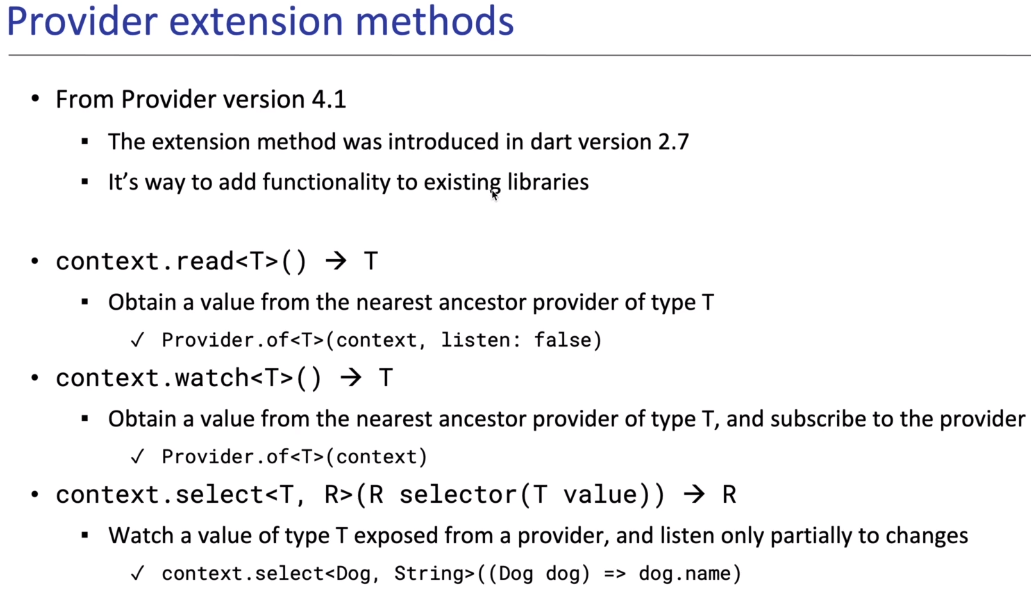 Provider extension methods
• From Provider version 4.1
▪ The extension method was introduced in dart version 2.7
▪ It’s way to add functionality to existing libraries
• context.read<T>() → T
▪ Obtain a value from the nearest ancestor provider of type T
✓ Provider.of<T>(context, listen: false)
• context.watch<T>() → T
▪ Obtain a value from the nearest ancestor provider of type T, and subscribe to the provider
✓ Provider.of<T>(context)
• context.select<T, R>(R selector(T value)) → R
▪ Watch a value of type T exposed from a provider, and listen only partially to changes
✓ context.select<Dog, String>((Dog dog) => dog.name)